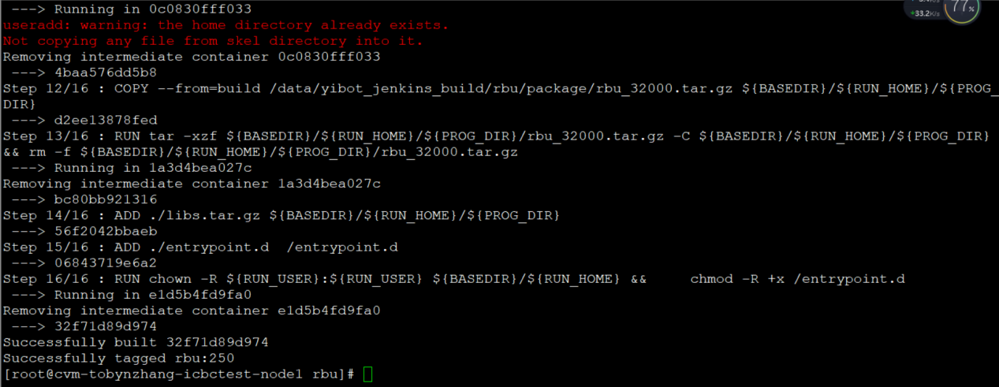 ---> Running in 0c0830fff033
useradd: warning: the home directory already exists.
Not copying any file from skel directory into it.
Removing intermediate container 0c0830fff033
---> 4baa576dd5b8
Step 12/16 : COPY --from=build /data/yibot_jenkins_build/rbu/package/rbu_32000.tar.gz ${BASEDIR}/${RUN_HOME}/${PROG_
DIR}
---> d2ee13878fed
Step 13/16 : RUN tar -xzf ${BASEDIR}/${RUN_HOME}/${PROG_DIR}/rbu_32000.tar.gz -C ${BASEDIR}/${RUN_HOME}/${PROG_DIR}
&& rm -f ${BASEDIR}/${RUN_HOME}/${PROG_DIR}/rbu_32000.tar.gz
---> Running in 1a3d4bea027c
Removing intermediate container 1a3d4bea027c
---> bc80bb921316
Step 14/16 : ADD ./libs.tar.gz ${BASEDIR}/${RUN_HOME}/${PROG_DIR}
---> 56f2042bbaeb
Step 15/16 : ADD ./entrypoint.d  /entrypoint.d
---> 06843719e6a2
Step 16/16 : RUN chown -R ${RUN_USER}:${RUN_USER} ${BASEDIR}/${RUN_HOME} &&     chmod -R +x /entrypoint.d
---> Running in e1d5b4fd9fa0
Removing intermediate container e1d5b4fd9fa0
---> 32f71d89d974
Successfully built 32f71d89d974
Successfully tagged rbu:250
[root@cvm-tobynzhang-icbctest-node1 rbu]#
+33.2K/s
77%